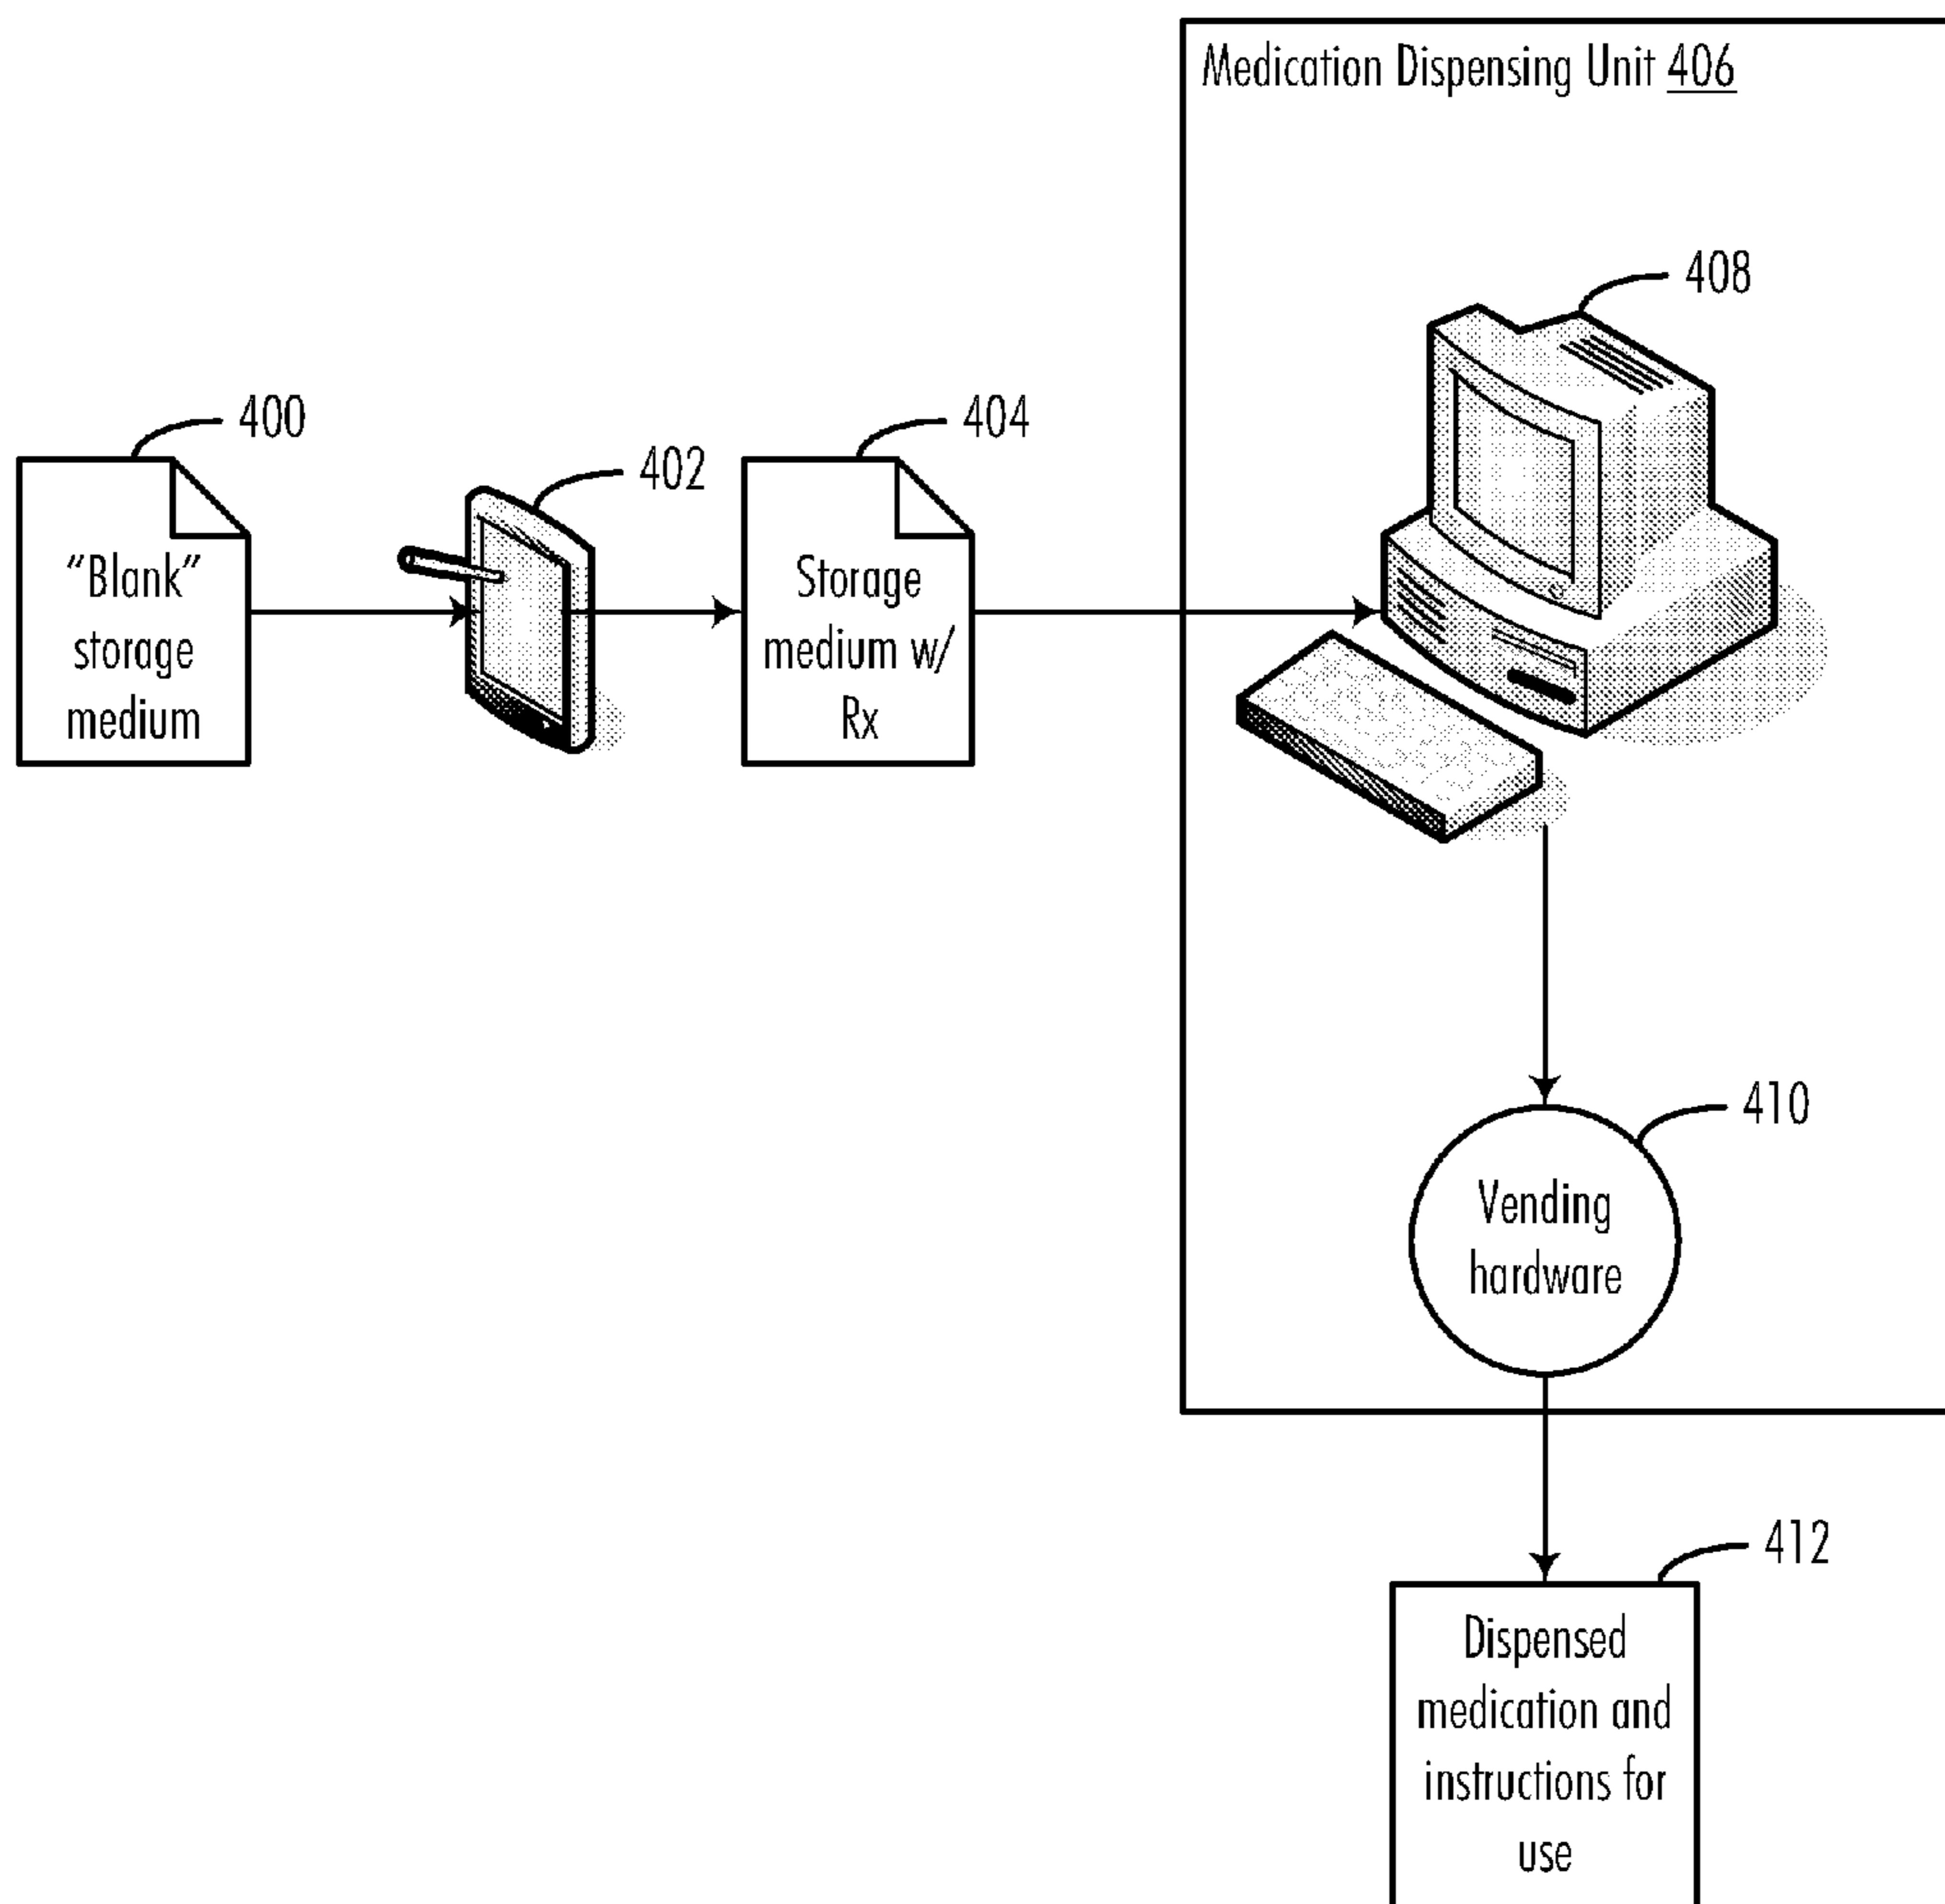 Medication Dispensing Unit 406
408
400
404
402
“Blank”
storage
medium
Storage
medium w/
Rx
410
Vending
hardware
412
Dispensed
medication and
instructions for
use